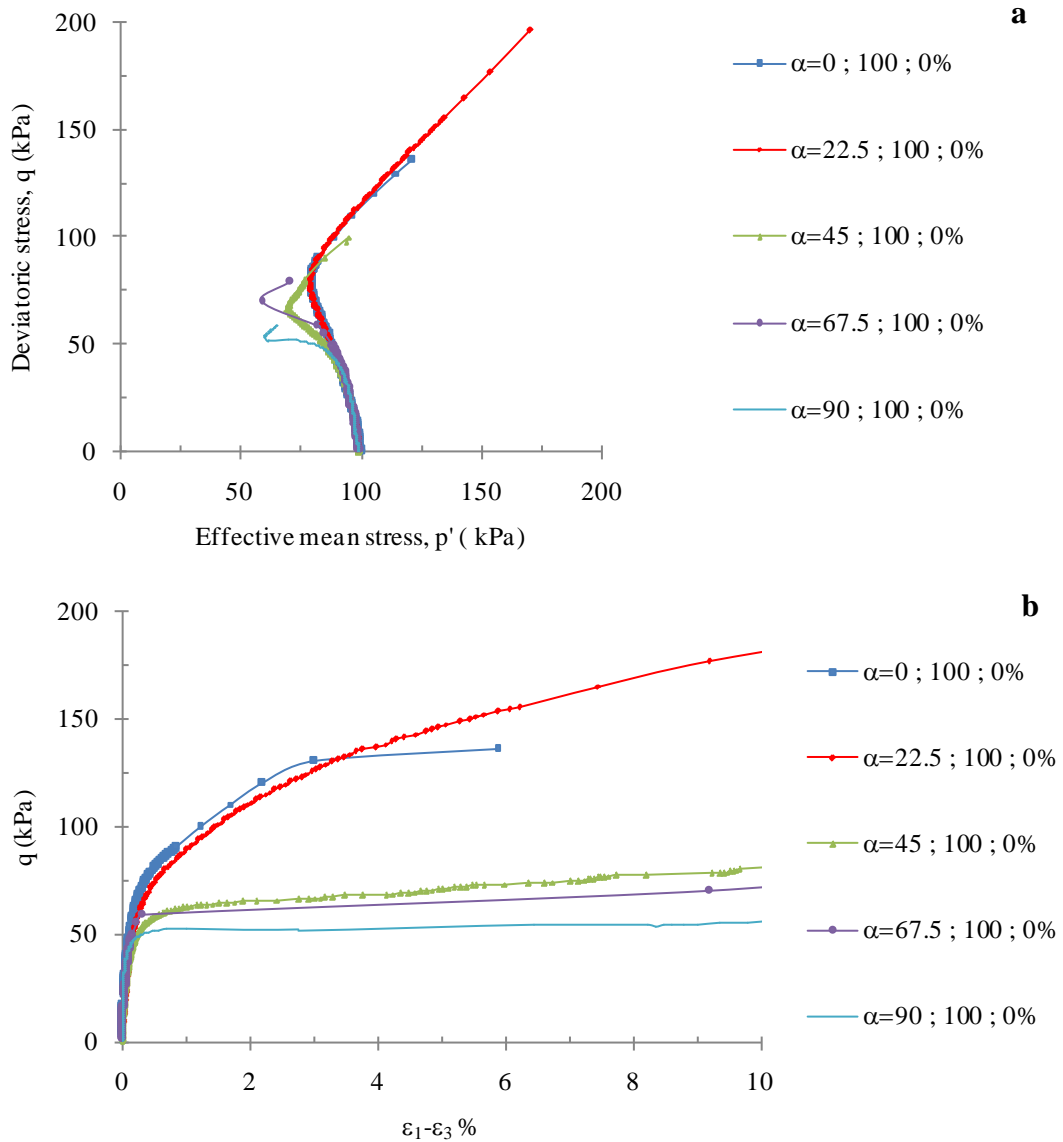 a
200
150
100
50
0
Deviatoric stress, q (kPa)
0 50 100 150 200
Effective mean stress, p' ( kPa)
α=0 ; 100 ; 0%
α=22.5 ; 100 ; 0%
α=45 ; 100 ; 0%
α=67.5 ; 100 ; 0%
α=90 ; 100 ; 0%
b
200
150
100
50
0
q (kPa)
0 2 4 6 8 10
ε1-ε3 %
α=0 ; 100 ; 0%
α=22.5 ; 100 ; 0%
α=45 ; 100 ; 0%
α=67.5 ; 100 ; 0%
α=90 ; 100 ; 0%